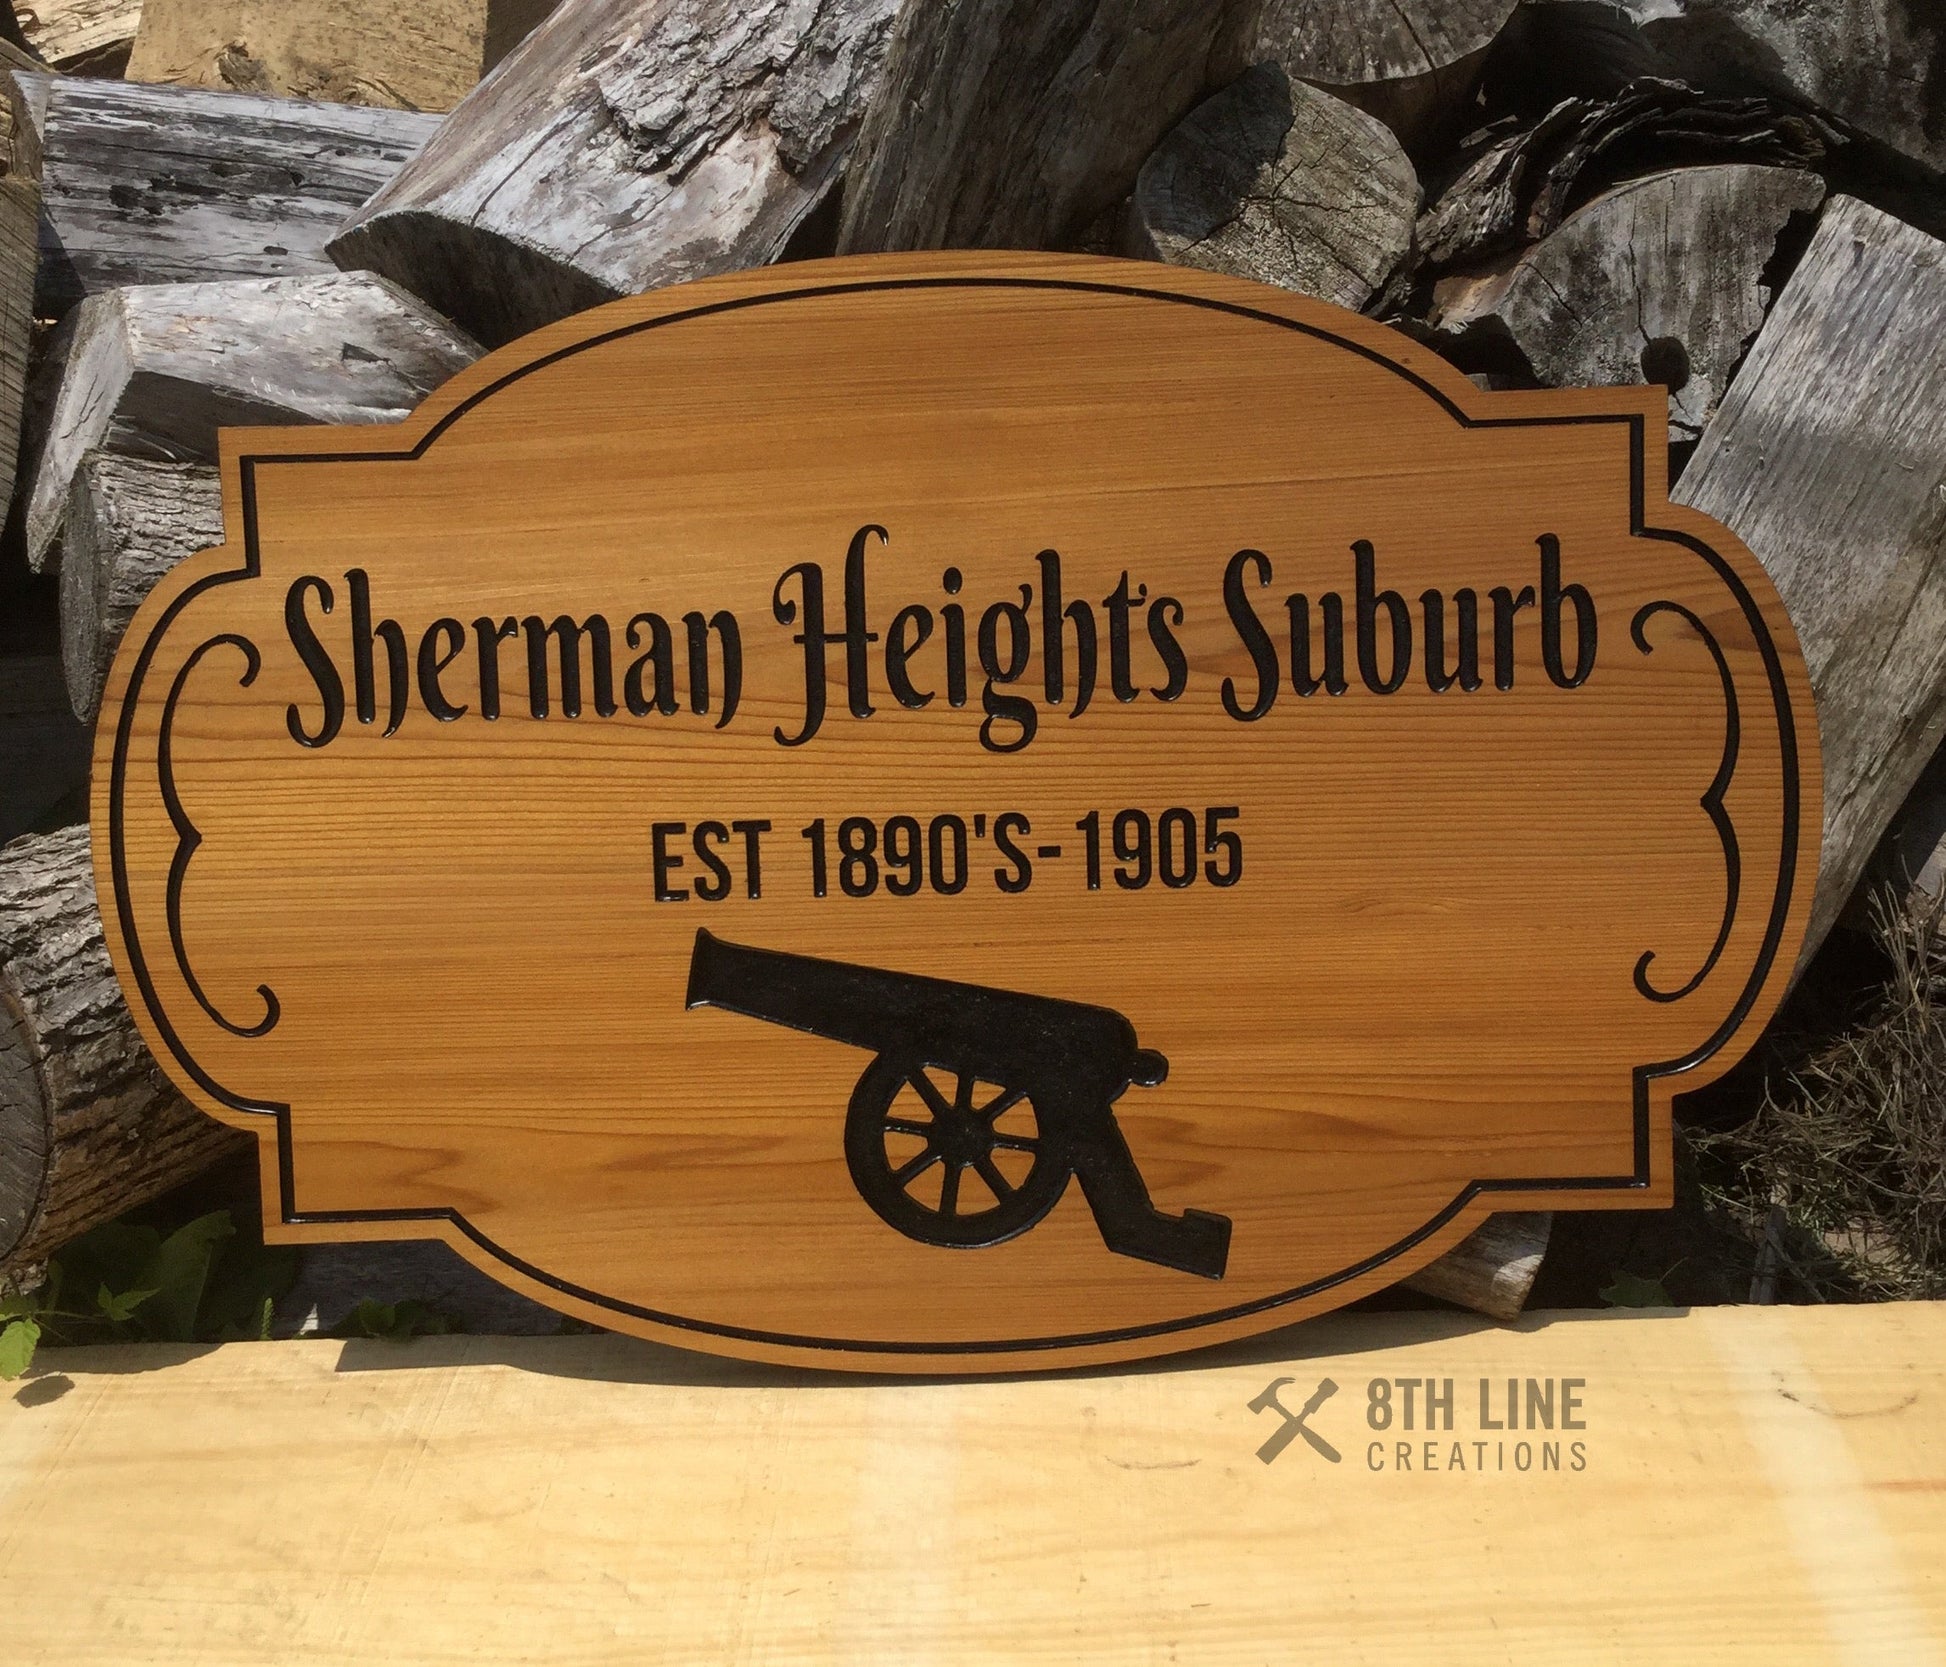 Sherman Heights Suburb
EST 1890'S-1905
8TH LINE
CREATIONS